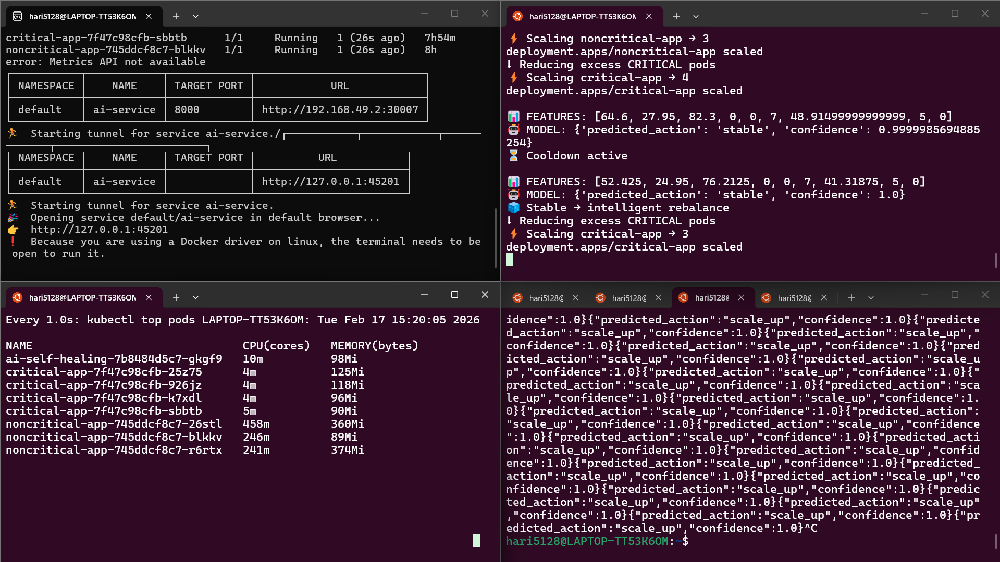 hari5128@LAPTOP-TT53K6OM
critical-app-7f47c98cfb-sbbtb 1/1 Running 1 (26s ago) 7h54m
noncritical-app-745ddcf8c7-blkkv 1/1 Running 1 (26s ago) 8h
error: Metrics API not available
NAMESPACE NAME TARGET PORT URL
default ai-service 8000 http://192.168.49.2:30007
🏃 Starting tunnel for service ai-service./
NAMESPACE NAME TARGET PORT URL
default ai-service http://127.0.0.1:45201
🏃 Starting tunnel for service ai-service.
🎉 Opening service default/ai-service in default browser...
👉 http://127.0.0.1:45201
❗ Because you are using a Docker driver on linux, the terminal needs to be
open to run it.
hari5128@LAPTOP-TT53K6OM
⚡ Scaling noncritical-app → 3
deployment.apps/noncritical-app scaled
⬇ Reducing excess CRITICAL pods
⚡ Scaling critical-app → 4
deployment.apps/critical-app scaled
📊 FEATURES: [64.6, 27.95, 82.3, 0, 0, 7, 48.91499999999999, 5, 0]
🤖 MODEL: {'predicted_action': 'stable', 'confidence': 0.9999985694885
254}
⏳ Cooldown active
📊 FEATURES: [52.425, 24.95, 76.2125, 0, 0, 7, 41.31875, 5, 0]
🤖 MODEL: {'predicted_action': 'stable', 'confidence': 1.0}
🧊 Stable → intelligent rebalance
⬇ Reducing excess CRITICAL pods
⚡ Scaling critical-app → 3
deployment.apps/critical-app scaled
hari5128@LAPTOP-TT53K6OM
Every 1.0s: kubectl top pods LAPTOP-TT53K6OM: Tue Feb 17 15:20:05 2026
NAME CPU(cores) MEMORY(bytes)
ai-self-healing-7b8484d5c7-gkgf9 10m 98Mi
critical-app-7f47c98cfb-25z75 4m 125Mi
critical-app-7f47c98cfb-926jz 4m 118Mi
critical-app-7f47c98cfb-k7xdl 4m 96Mi
critical-app-7f47c98cfb-sbbtb 5m 90Mi
noncritical-app-745ddcf8c7-26stl 458m 360Mi
noncritical-app-745ddcf8c7-blkkv 246m 89Mi
noncritical-app-745ddcf8c7-r6rtx 241m 374Mi
hari5128@ hari5128@ hari5128@ hari5128@
idence":1.0}{"predicted_action":"scale_up","confidence":1.0}{"predicte
d_action":"scale_up","confidence":1.0}{"predicted_action":"scale_up","
confidence":1.0}{"predicted_action":"scale_up","confidence":1.0}{"pred
icted_action":"scale_up","confidence":1.0}{"predicted_action":"scale_u
p","confidence":1.0}{"predicted_action":"scale_up","confidence":1.0}{"
predicted_action":"scale_up","confidence":1.0}{"predicted_action":"sca
le_up","confidence":1.0}{"predicted_action":"scale_up","confidence":1.
0}{"predicted_action":"scale_up","confidence":1.0}{"predicted_action":
"scale_up","confidence":1.0}{"predicted_action":"scale_up","confidence
":1.0}{"predicted_action":"scale_up","confidence":1.0}{"predicted_acti
on":"scale_up","confidence":1.0}{"predicted_action":"scale_up","confid
ence":1.0}{"predicted_action":"scale_up","confidence":1.0}{"predicted_
action":"scale_up","confidence":1.0}{"predicted_action":"scale_up","co
nfidence":1.0}{"predicted_action":"scale_up","confidence":1.0}{"predic
ted_action":"scale_up","confidence":1.0}{"predicted_action":"scale_up"
,"confidence":1.0}{"predicted_action":"scale_up","confidence":1.0}{"pr
edicted_action":"scale_up","confidence":1.0}^C
hari5128@LAPTOP-TT53K6OM:~$